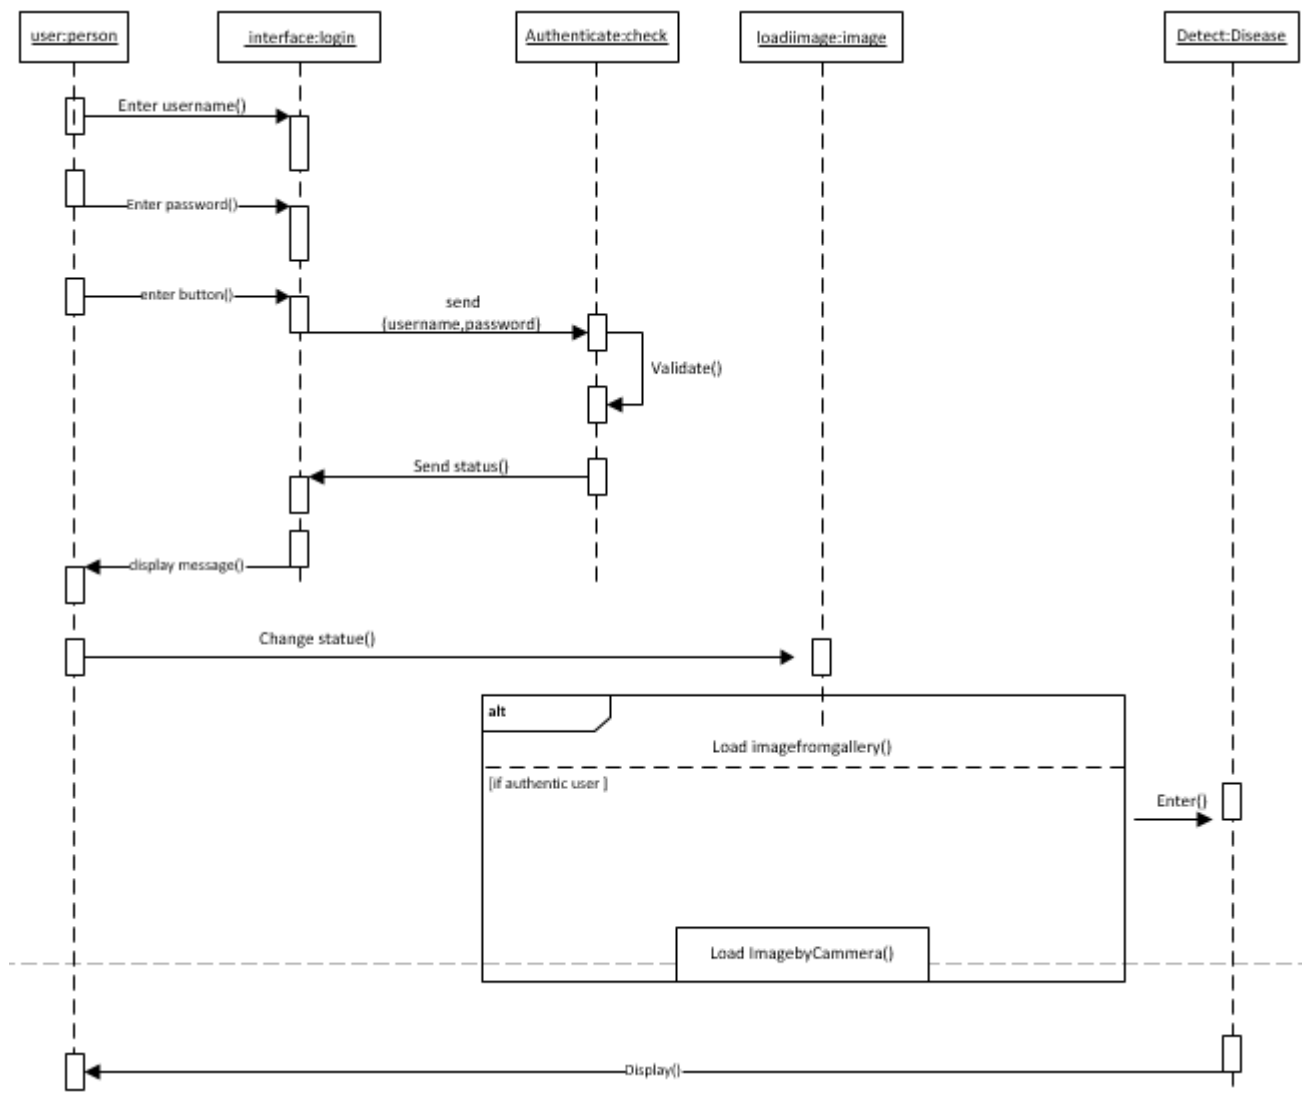 user:person
interface:login
Authenticate:check
loadiimage:image
Detect:Disease
Enter username()
Enter password()
enter button()
send
(username,password)
Validate()
Send status()
display message()
Change statue()
alt
Load imagefromgallery()
[if authentic user ]
Enter()
Load ImagebyCammera()
Display()